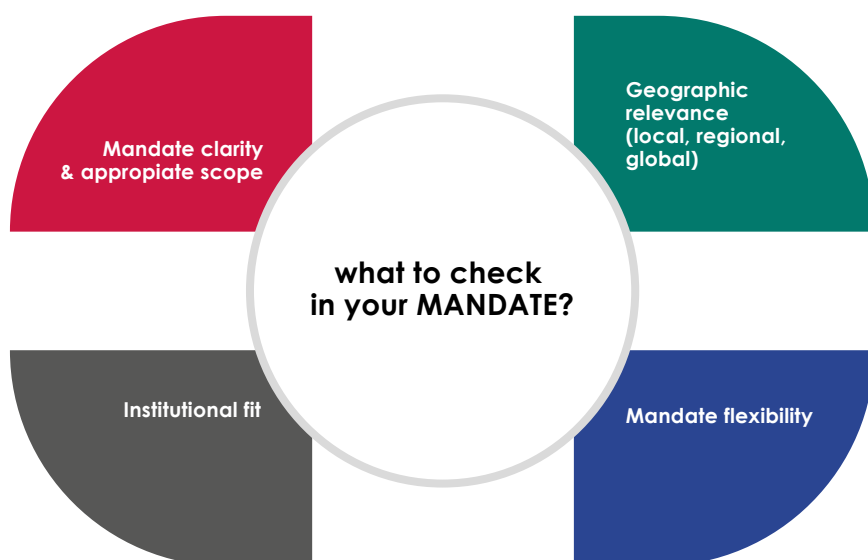 Mandate clarity
& appropiate scope
Geographic
relevance
(local, regional,
global)
what to check
in your MANDATE?
Institutional fit
Mandate flexibility